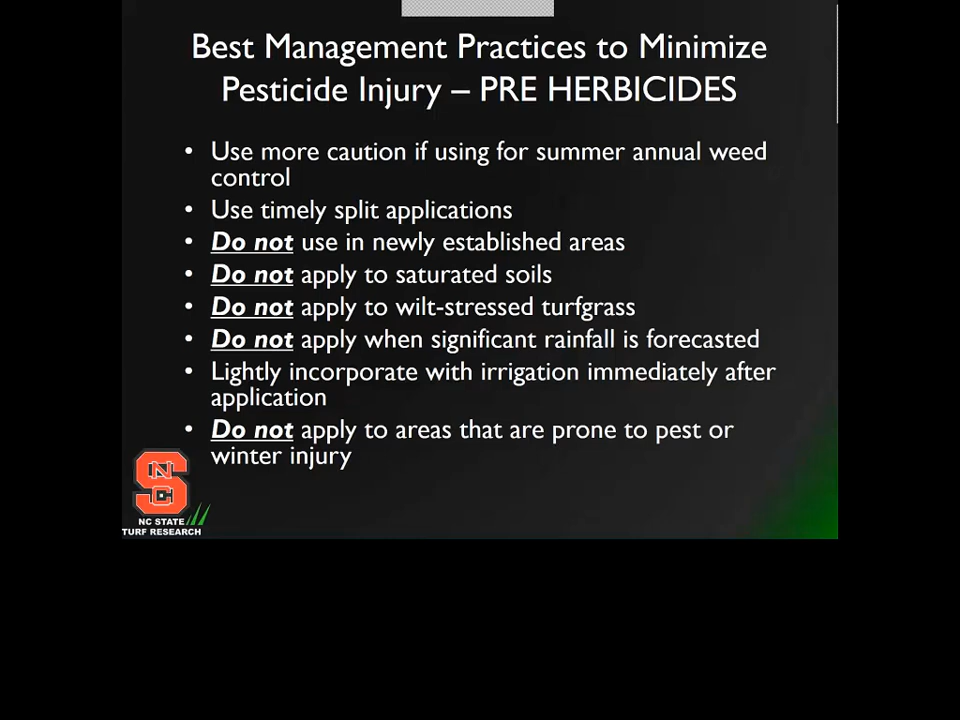 Best Management Practices to Minimize
Pesticide Injury – PRE HERBICIDES
• Use more caution if using for summer annual weed
control
• Use timely split applications
• Do not use in newly established areas
• Do not apply to saturated soils
• Do not apply to wilt-stressed turfgrass
• Do not apply when significant rainfall is forecasted
• Lightly incorporate with irrigation immediately after
application
• Do not apply to areas that are prone to pest or
winter injury
NCS
NC STATE
TURF RESEARCH